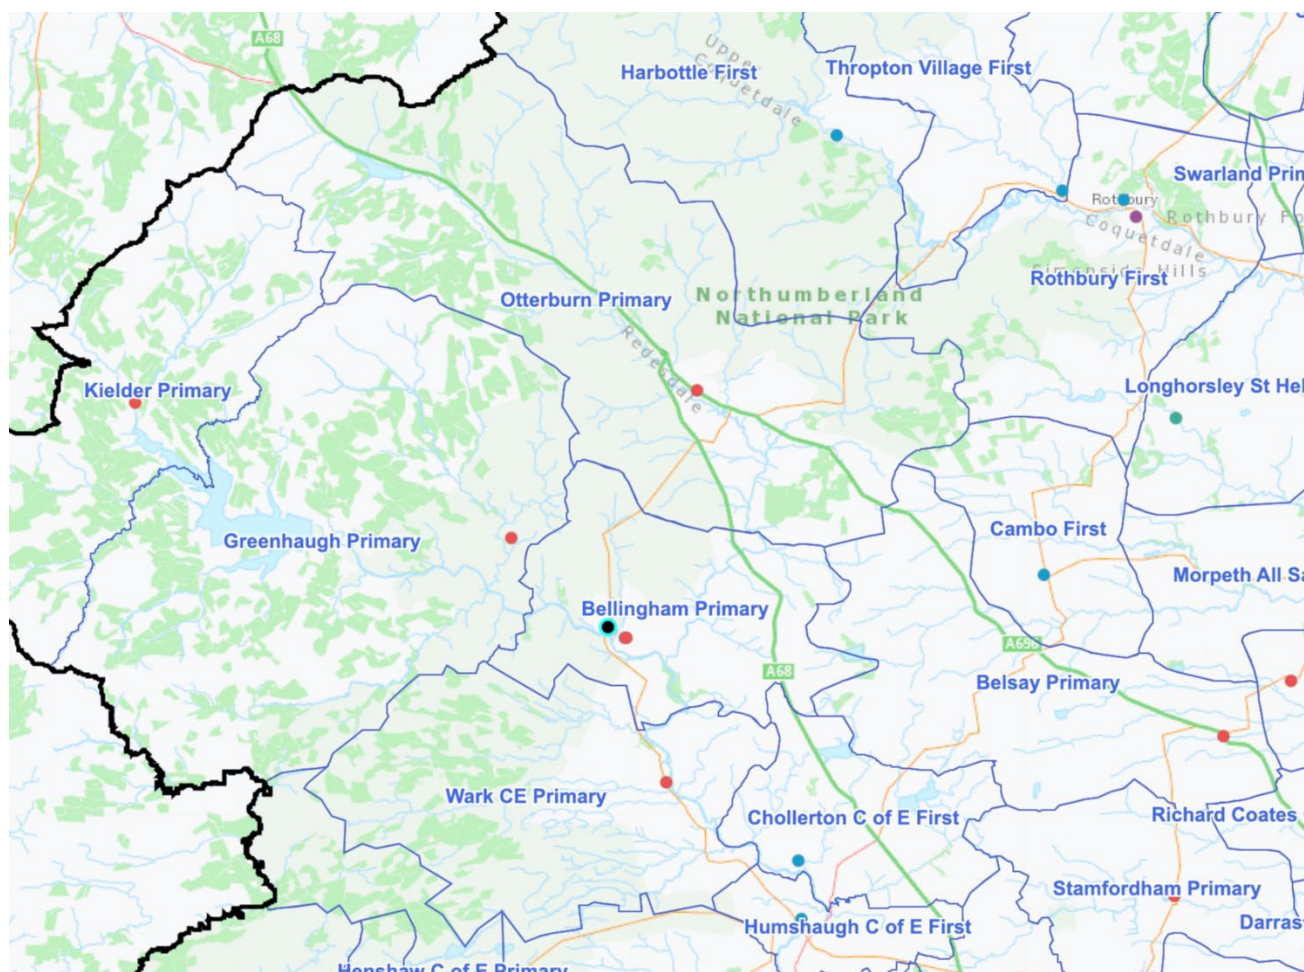 A68
Upper
Coquetdale
Harbottle First
Thropton Village First
Swarland Prin
Rothbury
Rothbury Fo
Coquetdale
Simonside Hills
Rothbury First
Northumberland
National Park
Otterburn Primary
Redesdale
Kielder Primary
Longhorsley St Hel
Greenhaugh Primary
Cambo First
Morpeth All Sa
Bellingham Primary
A696
A68
Belsay Primary
Wark CE Primary
Chollerton C of E First
Richard Coates
Stamfordham Primary
Humshaugh C of E First
Darras
Henshaw C of E Primary